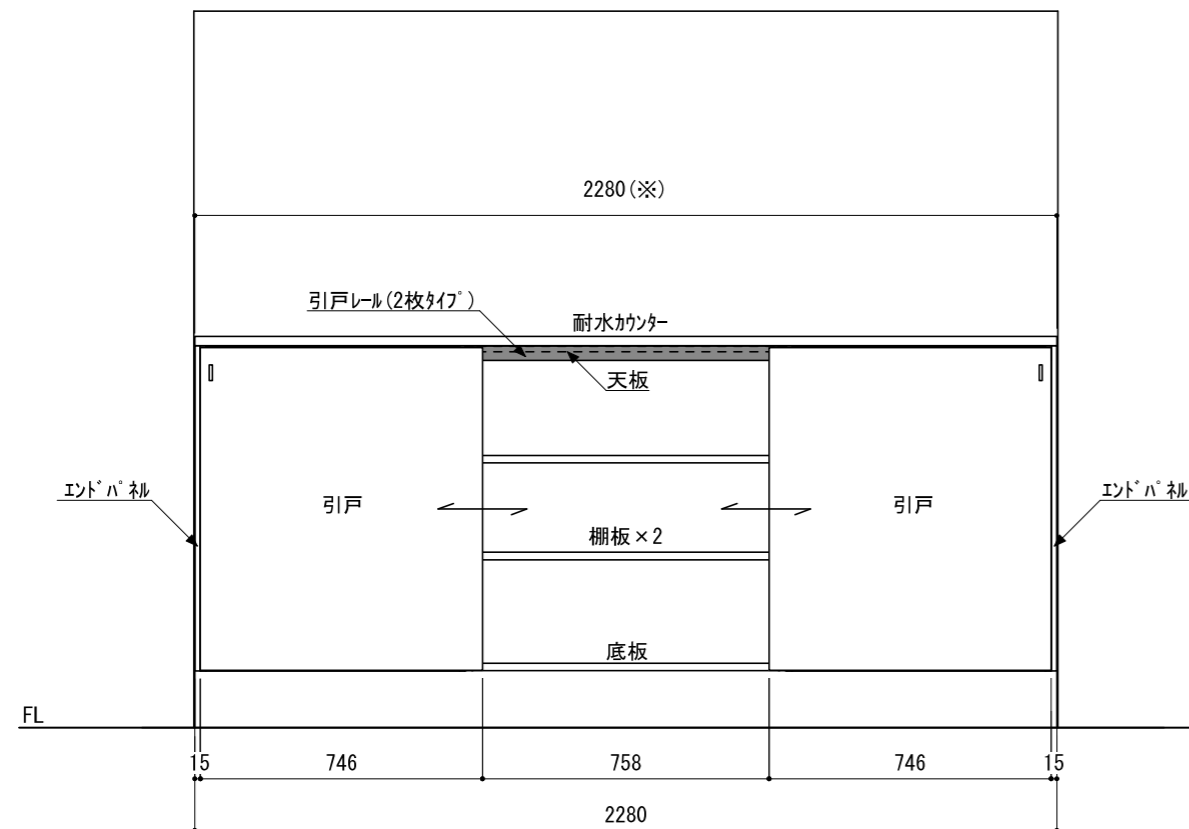 2280(※)
引戸ﾚｰﾙ(2枚ﾀｲﾌﾟ)
耐水ｶｳﾝﾀｰ
天板
ｴﾝﾄﾞﾊﾟﾈﾙ
引戸
引戸
ｴﾝﾄﾞﾊﾟﾈﾙ
棚板×2
底板
FL
15 746 758 746 15
2280